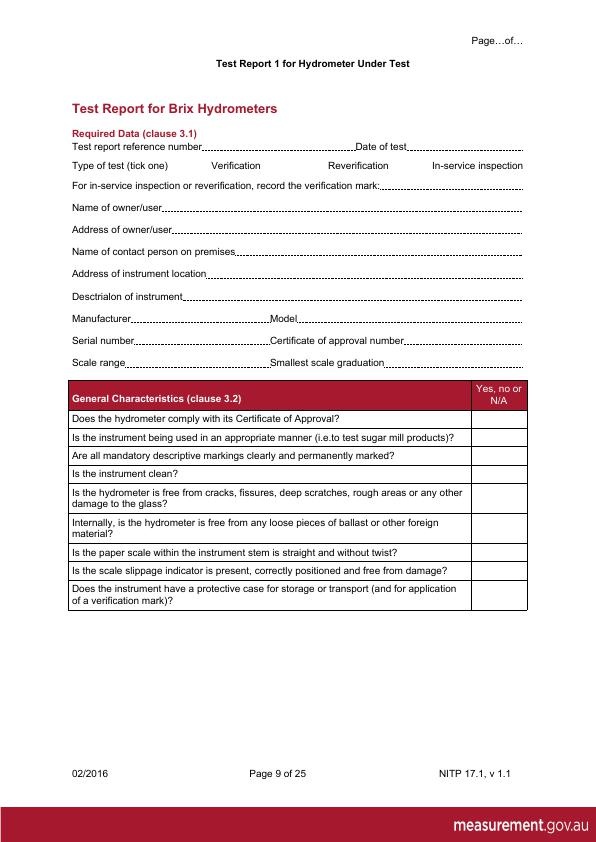 Page…of…
Test Report 1 for Hydrometer Under Test
Test Report for Brix Hydrometers
Required Data (clause 3.1)
Test report reference number Date of test
Type of test (tick one) Verification Reverification In-service inspection
For in-service inspection or reverification, record the verification mark:
Name of owner/user
Address of owner/user
Name of contact person on premises
Address of instrument location
Desctrialon of instrument
Manufacturer Model
Serial number Certificate of approval number
Scale range Smallest scale graduation
General Characteristics (clause 3.2) Yes, no or
N/A
Does the hydrometer comply with its Certificate of Approval?
Is the instrument being used in an appropriate manner (i.e.to test sugar mill products)?
Are all mandatory descriptive markings clearly and permanently marked?
Is the instrument clean?
Is the hydrometer is free from cracks, fissures, deep scratches, rough areas or any other
damage to the glass?
Internally, is the hydrometer is free from any loose pieces of ballast or other foreign
material?
Is the paper scale within the instrument stem is straight and without twist?
Is the scale slippage indicator is present, correctly positioned and free from damage?
Does the instrument have a protective case for storage or transport (and for application
of a verification mark)?
02/2016 Page 9 of 25 NITP 17.1, v 1.1
measurement.gov.au